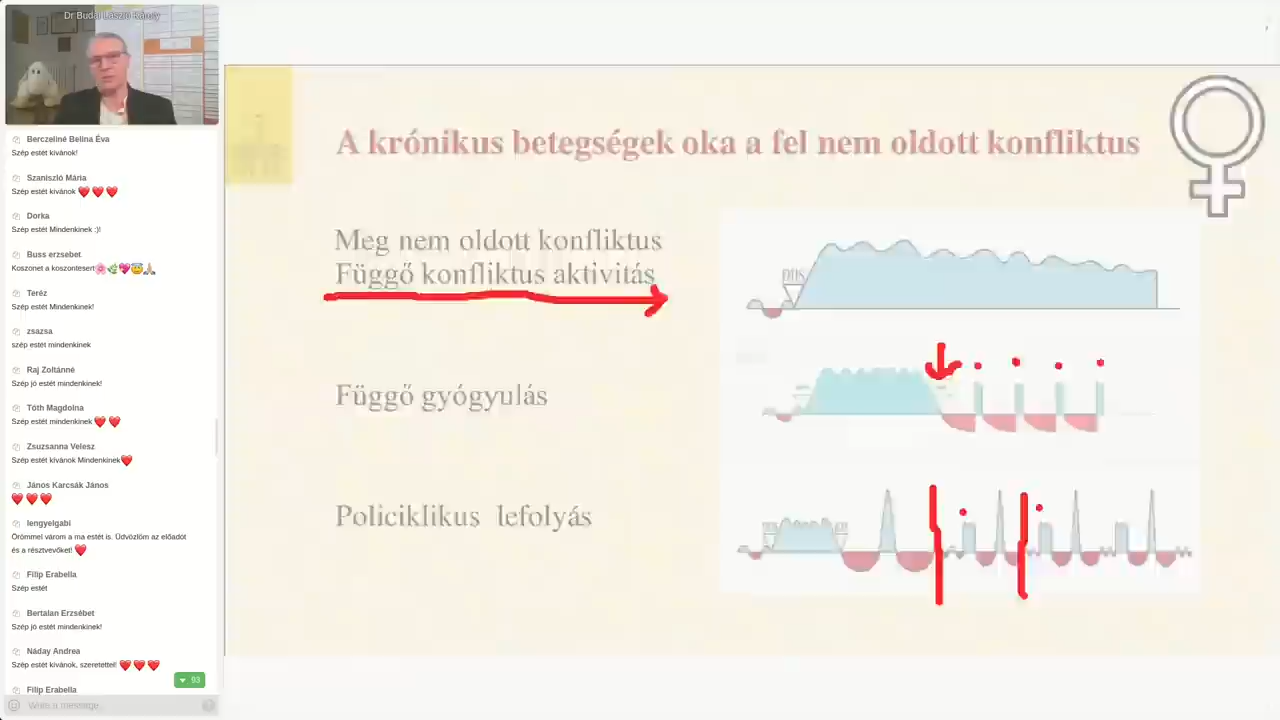 Dr Budai László Károly
Berczeliné Belina Éva
Szép estét kívánok!
Szaniszló Mária
Szép estét kívánok
Dorka
Szép estét Mindenkinek :)!
Buss erzsebet
Koszonet a koszontesert
Teréz
Szép estét Mindenkinek!
zsazsa
szép estét mindenkinek
Raj Zoltánné
Szép jó estét mindenkinek!
Tóth Magdolna
Szép estét mindenkinek
Zsuzsanna Velesz
Szép estét kívánok Mindenkinek
János Karcsák János
lengyelgabi
Örömmel várom a ma estét is. Üdvözlöm az előadót
és a résztvevőket!
Filip Erabella
Szép estét
Bertalan Erzsébet
Szép jó estét mindenkinek!
Náday Andrea
Szép estét kívánok, szeretettel!
93
Filip Erabella
Write a message...
A krónikus betegségek oka a fel nem oldott konfliktus
Meg nem oldott konfliktus
Függő konfliktus aktivitás
DHS
Függő gyógyulás
Policiklikus lefolyás